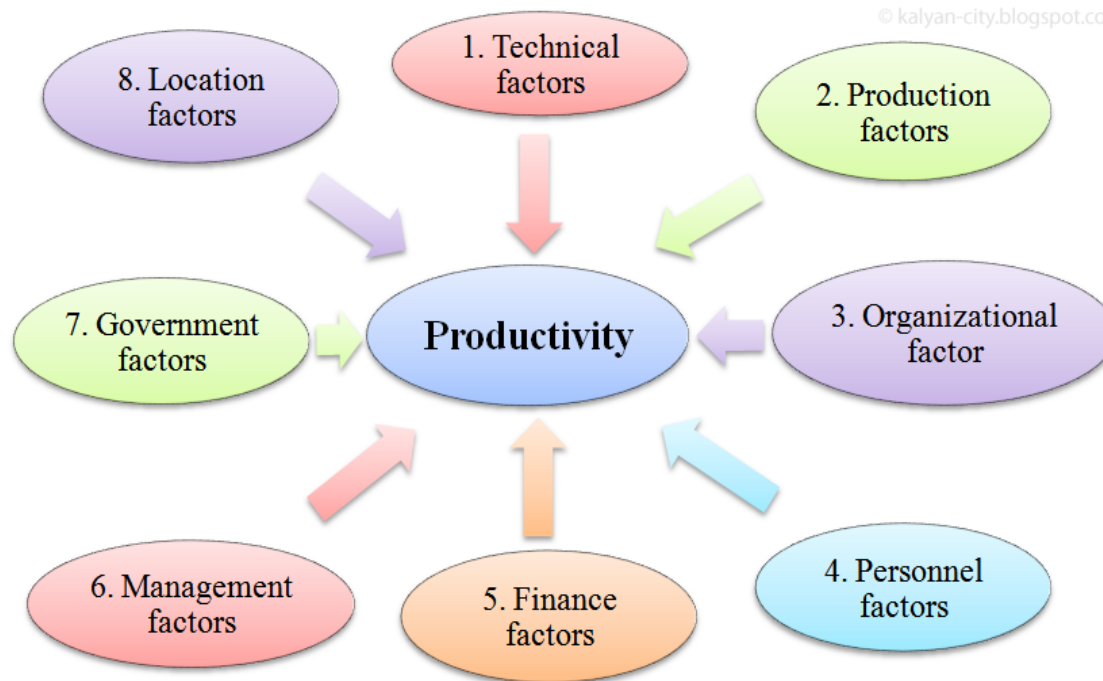 © kalyan-city.blogspot.co
1. Technical
factors
2. Production
factors
3. Organizational
factor
4. Personnel
factors
5. Finance
factors
6. Management
factors
7. Government
factors
8. Location
factors
Productivity